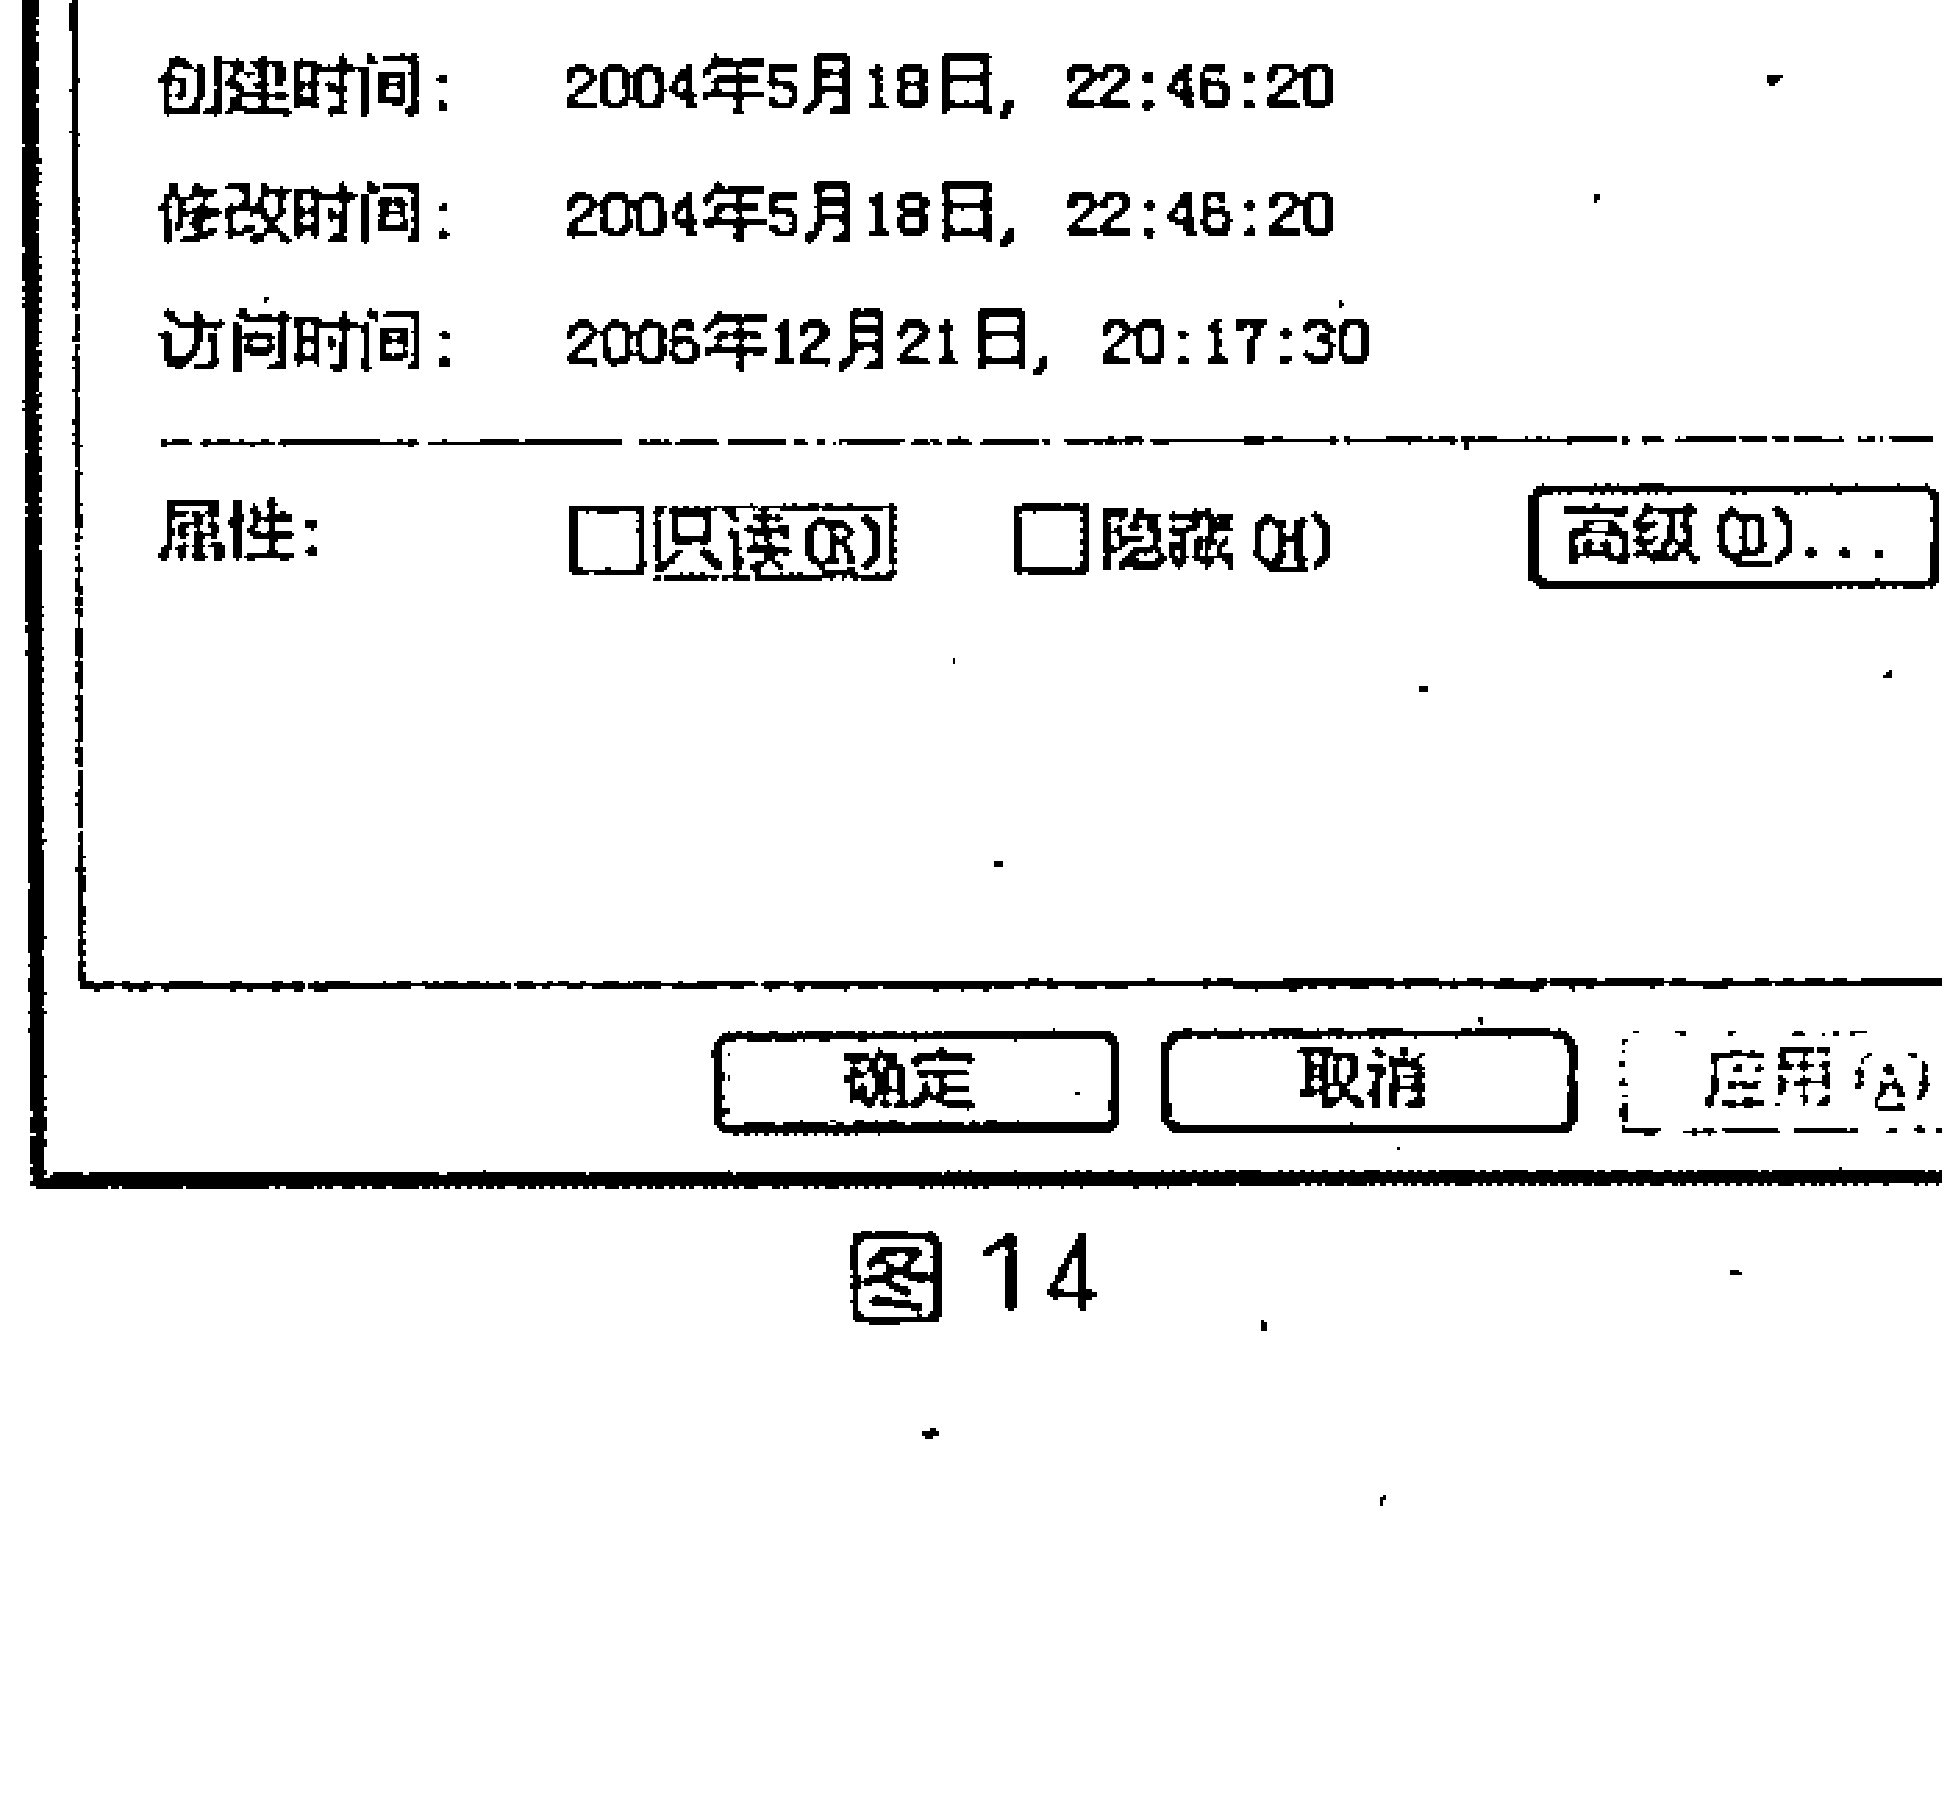 创建时间： 2004年5月18日， 22:46:20
修改时间： 2004年5月18日， 22:46:20
访问时间： 2006年12月21日， 20:17:30
属性: 只读(R) 隐藏(H) 高级(D)...
确定 取消 应用(A)
图 14